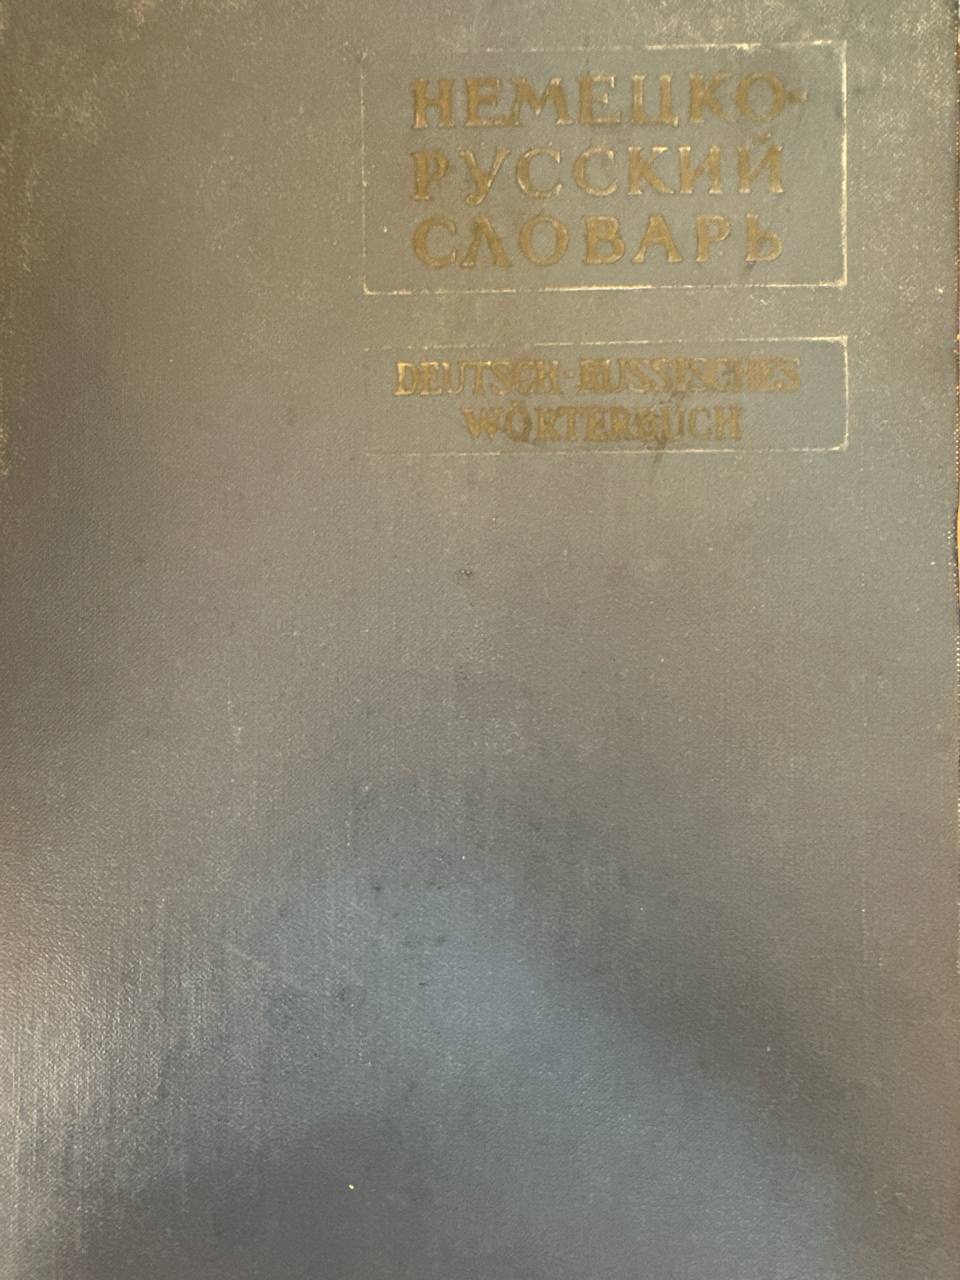 НЕМЕЦКО-
РУССКИЙ
СЛОВАРЬ
DEUTSCH-RUSSISCHES
WÖRTERBUCH